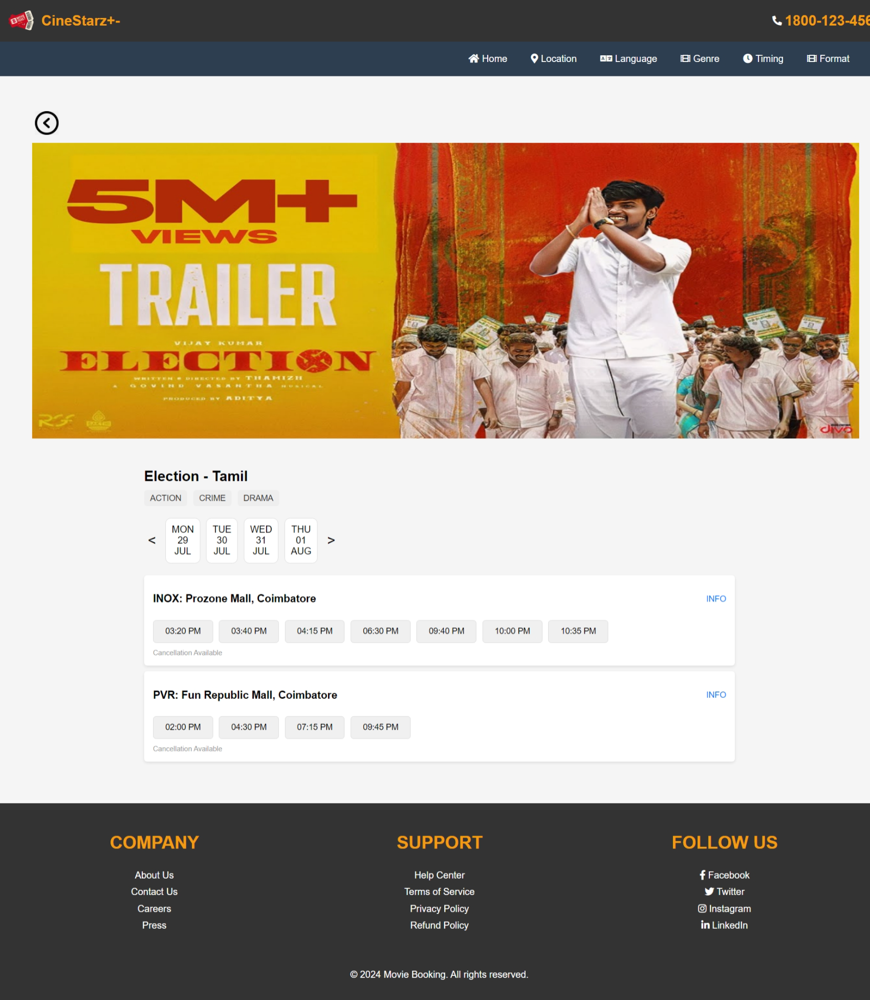 CineStarz+-
1800-123-456
Home Location Language Genre Timing Format
5M+
VIEWS
TRAILER
VIJAY KUMAR
ELECTION
WRITTEN & DIRECTED BY THAMIZH
A GOVIND VASANTHA MUSICAL
PRODUCED BY ADITYA
RGF SAKTHI
divo
Election - Tamil
ACTION CRIME DRAMA
< MON 29 JUL TUE 30 JUL WED 31 JUL THU 01 AUG >
INOX: Prozone Mall, Coimbatore INFO
03:20 PM 03:40 PM 04:15 PM 06:30 PM 09:40 PM 10:00 PM 10:35 PM
Cancellation Available
PVR: Fun Republic Mall, Coimbatore INFO
02:00 PM 04:30 PM 07:15 PM 09:45 PM
Cancellation Available
COMPANY
About Us
Contact Us
Careers
Press
SUPPORT
Help Center
Terms of Service
Privacy Policy
Refund Policy
FOLLOW US
Facebook
Twitter
Instagram
LinkedIn
© 2024 Movie Booking. All rights reserved.